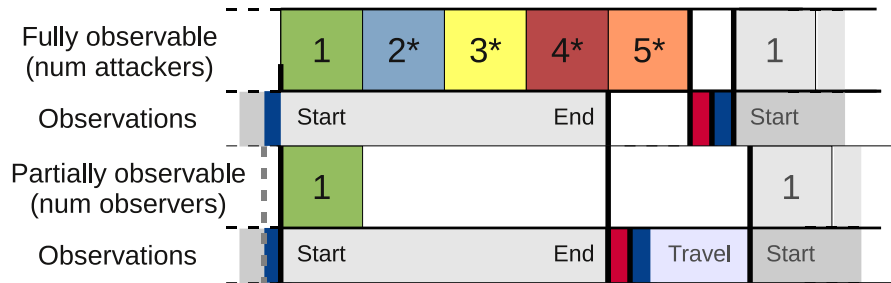 Fully observable
(num attackers)
1 2* 3* 4* 5* 1
Observations Start End Start
Partially observable
(num observers)
1 1
Observations Start End Travel Start